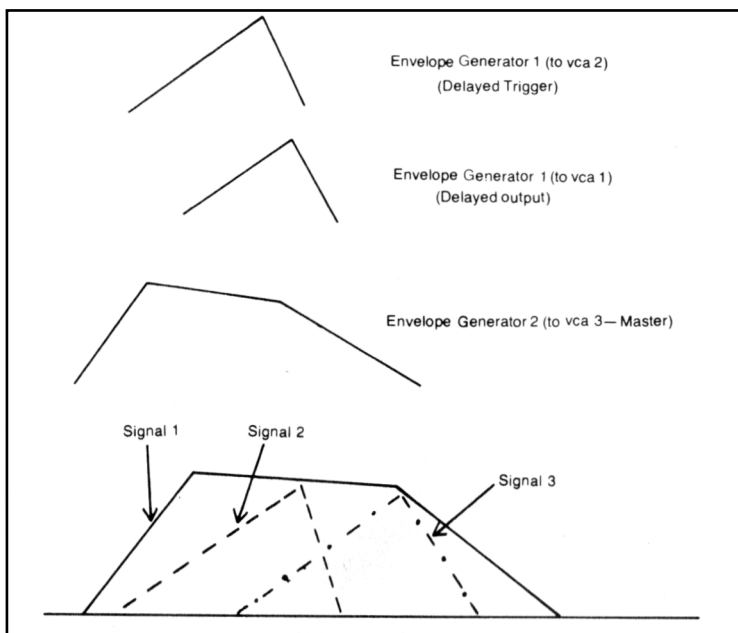 Envelope Generator 1 (to vca 2)
(Delayed Trigger)
Envelope Generator 1 (to vca 1)
(Delayed output)
Envelope Generator 2 (to vca 3—Master)
Signal 1
Signal 2
Signal 3